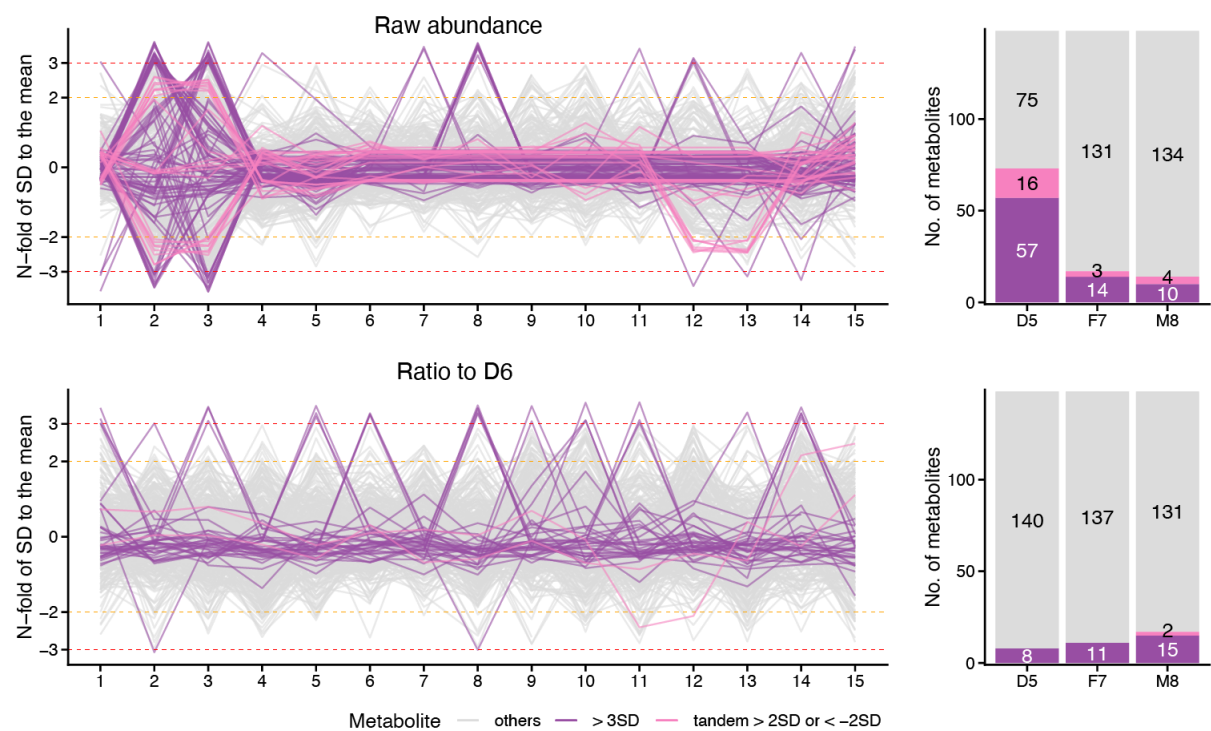 Raw abundance
N-fold of SD to the mean
3
2
0
−2
−3
1 2 3 4 5 6 7 8 9 10 11 12 13 14 15
No. of metabolites
100
50
0
75 131 134
16 3 4
57 14 10
D5 F7 M8
Ratio to D6
N-fold of SD to the mean
3
2
0
−2
−3
1 2 3 4 5 6 7 8 9 10 11 12 13 14 15
No. of metabolites
100
50
0
140 137 131
2
8 11 15
D5 F7 M8
Metabolite others > 3SD tandem > 2SD or < −2SD